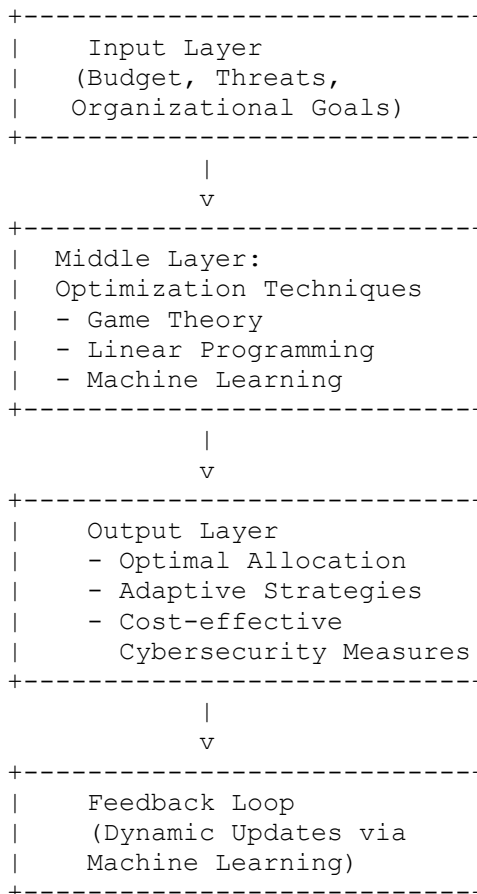 Input Layer
(Budget, Threats,
Organizational Goals)
Middle Layer:
Optimization Techniques
- Game Theory
- Linear Programming
- Machine Learning
Output Layer
- Optimal Allocation
- Adaptive Strategies
- Cost-effective
Cybersecurity Measures
Feedback Loop
(Dynamic Updates via
Machine Learning)